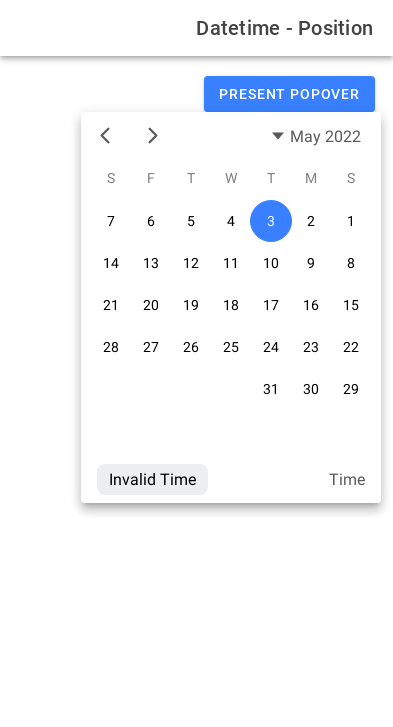 Datetime - Position
PRESENT POPOVER
May 2022
S F T W T M S
7 6 5 4 3 2 1
14 13 12 11 10 9 8
21 20 19 18 17 16 15
28 27 26 25 24 23 22
31 30 29
Invalid Time Time